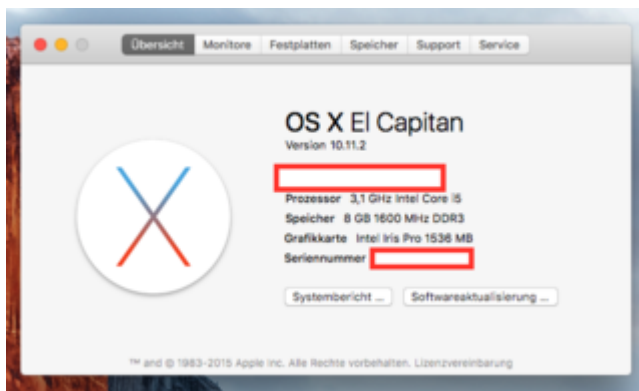 Übersicht Monitore Festplatten Speicher Support Service
OS X El Capitan
Version 10.11.2
Prozessor 3,1 GHz Intel Core i5
Speicher 8 GB 1600 MHz DDR3
Grafikkarte Intel Iris Pro 1536 MB
Seriennummer
Systembericht ... Softwareaktualisierung ...
™ and © 1983-2015 Apple Inc. Alle Rechte vorbehalten. Lizenzvereinbarung